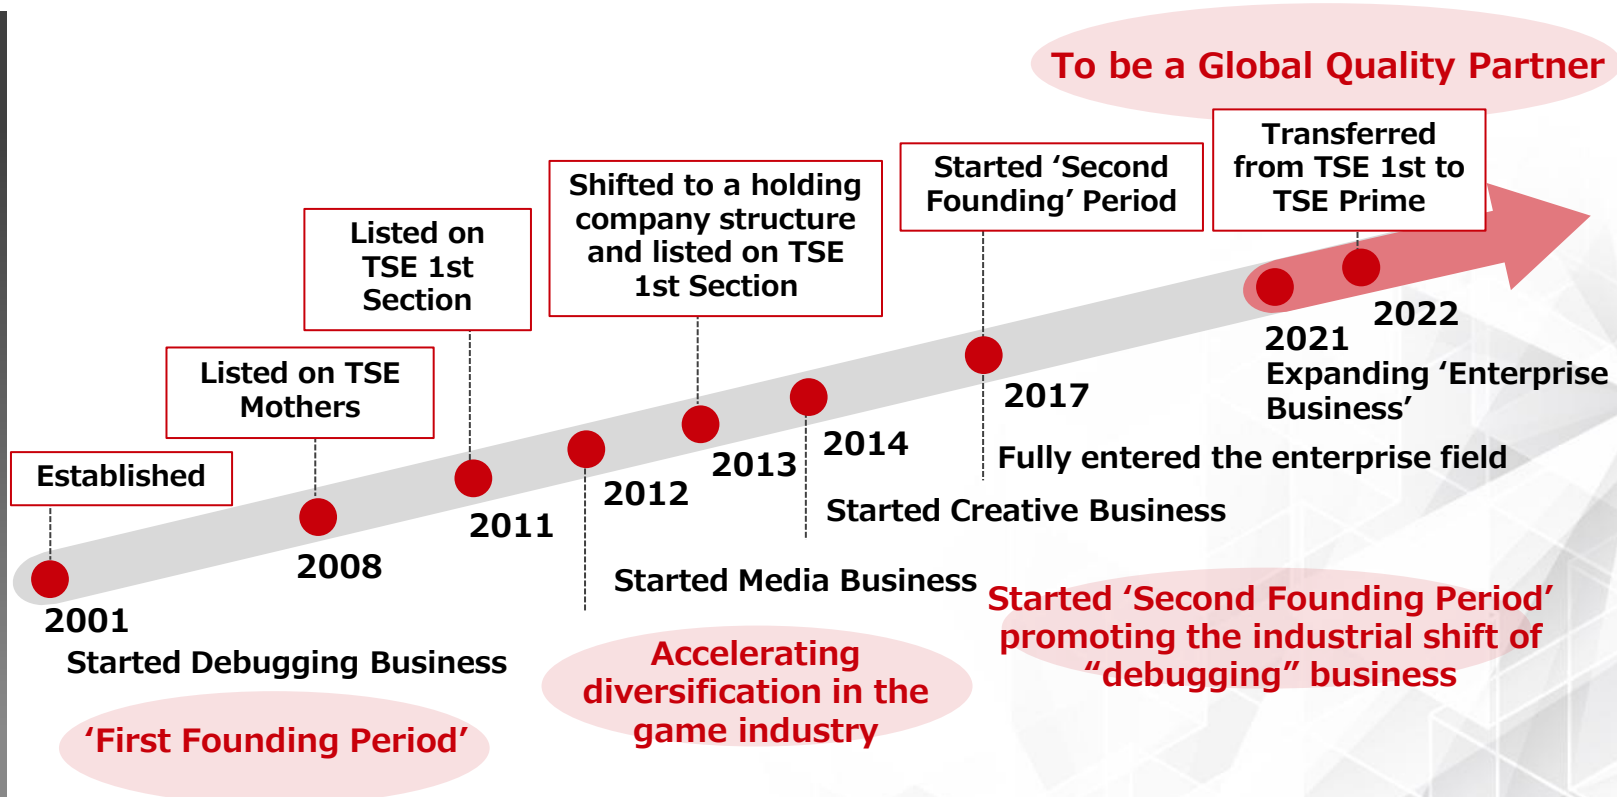 To be a Global Quality Partner
Transferred
from TSE 1st to
TSE Prime
Started ‘Second
Founding’ Period
Shifted to a holding
company structure
and listed on TSE
1st Section
Listed on
TSE 1st
Section
Listed on TSE
Mothers
Established
2001
2008
2011
2012
2013
2014
2017
2021
2022
Expanding ‘Enterprise
Business’
Fully entered the enterprise field
Started Creative Business
Started Media Business
Started Debugging Business
‘First Founding Period’
Accelerating
diversification in the
game industry
Started ‘Second Founding Period’
promoting the industrial shift of
“debugging” business